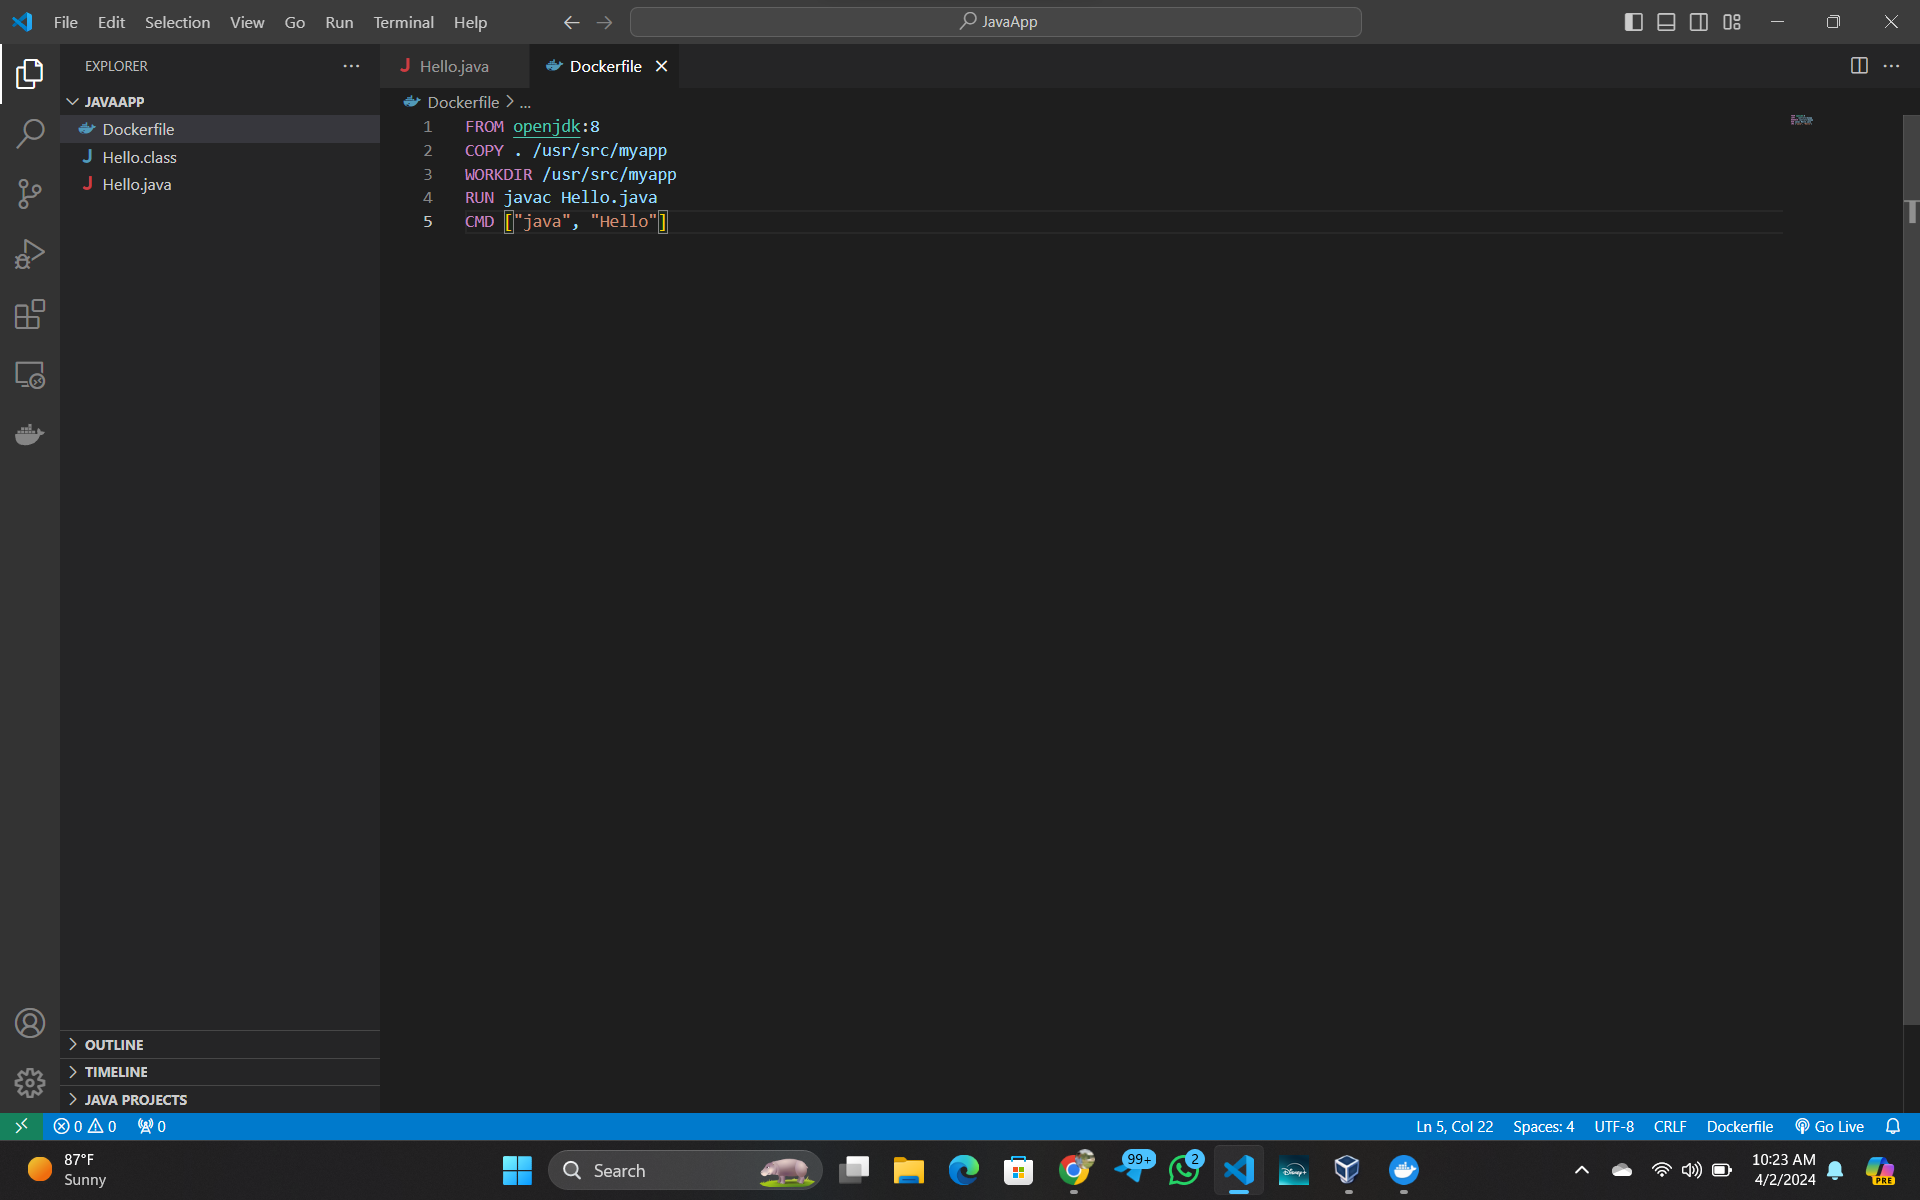 File Edit Selection View Go Run Terminal Help
JavaApp
EXPLORER
JAVAAPP
Dockerfile
Hello.class
Hello.java
OUTLINE
TIMELINE
JAVA PROJECTS
Hello.java
Dockerfile
Dockerfile > ...
1 FROM openjdk:8
2 COPY . /usr/src/myapp
3 WORKDIR /usr/src/myapp
4 RUN javac Hello.java
5 CMD ["java", "Hello"]
0 0 0
Ln 5, Col 22 Spaces: 4 UTF-8 CRLF Dockerfile Go Live
87°F
Sunny
Search
99+
2
Disney+
10:23 AM
4/2/2024
PRE